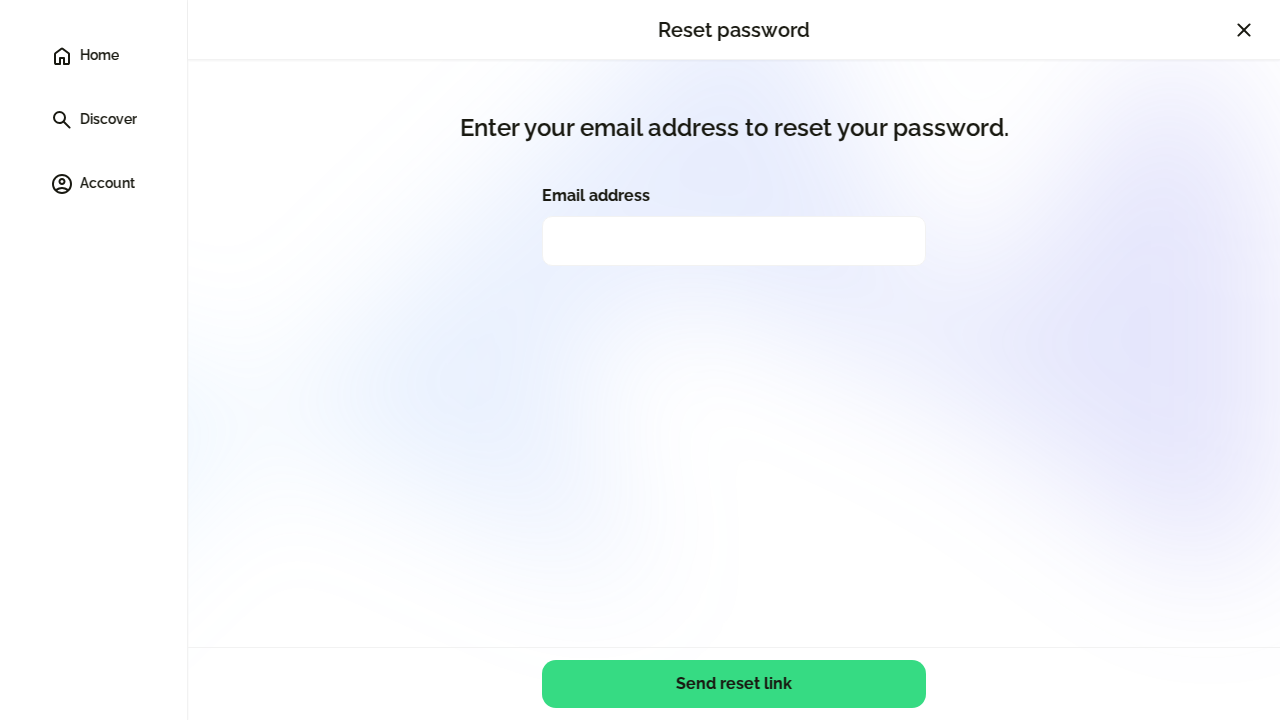 Home
Discover
Account
Reset password
Enter your email address to reset your password.
Email address
Send reset link